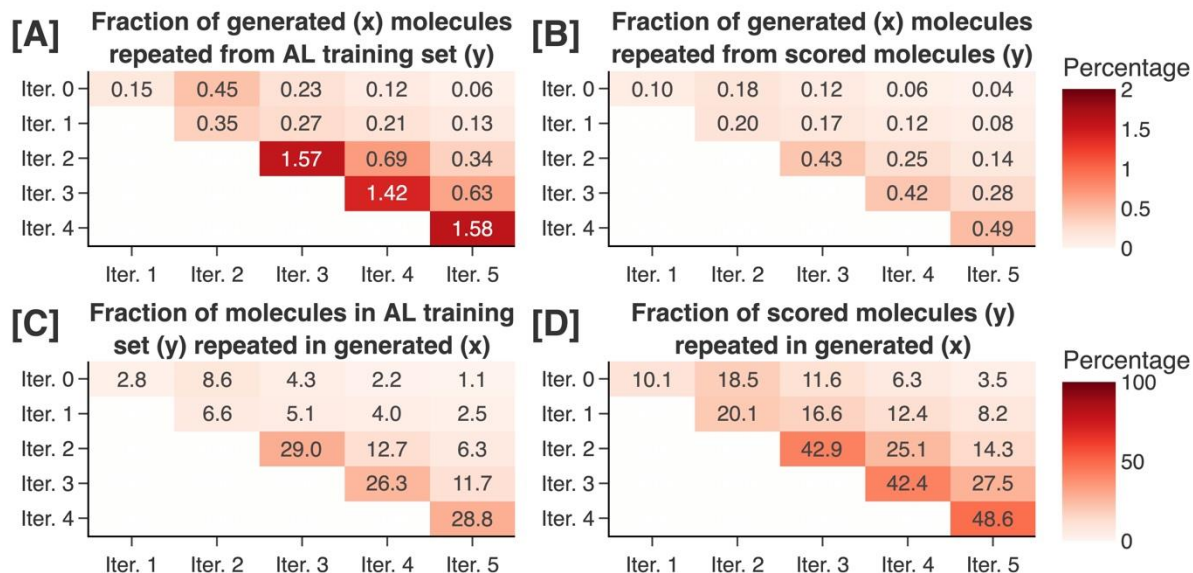 [A] Fraction of generated (x) molecules
repeated from AL training set (y)
Iter. 0 0.15 0.45 0.23 0.12 0.06
Iter. 1 0.35 0.27 0.21 0.13
Iter. 2 1.57 0.69 0.34
Iter. 3 1.42 0.63
Iter. 4 1.58
Iter. 1 Iter. 2 Iter. 3 Iter. 4 Iter. 5
[B] Fraction of generated (x) molecules
repeated from scored molecules (y)
Iter. 0 0.10 0.18 0.12 0.06 0.04
Iter. 1 0.20 0.17 0.12 0.08
Iter. 2 0.43 0.25 0.14
Iter. 3 0.42 0.28
Iter. 4 0.49
Iter. 1 Iter. 2 Iter. 3 Iter. 4 Iter. 5
Percentage
2
1.5
1
0.5
0
[C] Fraction of molecules in AL training
set (y) repeated in generated (x)
Iter. 0 2.8 8.6 4.3 2.2 1.1
Iter. 1 6.6 5.1 4.0 2.5
Iter. 2 29.0 12.7 6.3
Iter. 3 26.3 11.7
Iter. 4 28.8
Iter. 1 Iter. 2 Iter. 3 Iter. 4 Iter. 5
[D] Fraction of scored molecules (y)
repeated in generated (x)
Iter. 0 10.1 18.5 11.6 6.3 3.5
Iter. 1 20.1 16.6 12.4 8.2
Iter. 2 42.9 25.1 14.3
Iter. 3 42.4 27.5
Iter. 4 48.6
Iter. 1 Iter. 2 Iter. 3 Iter. 4 Iter. 5
Percentage
100
50
0